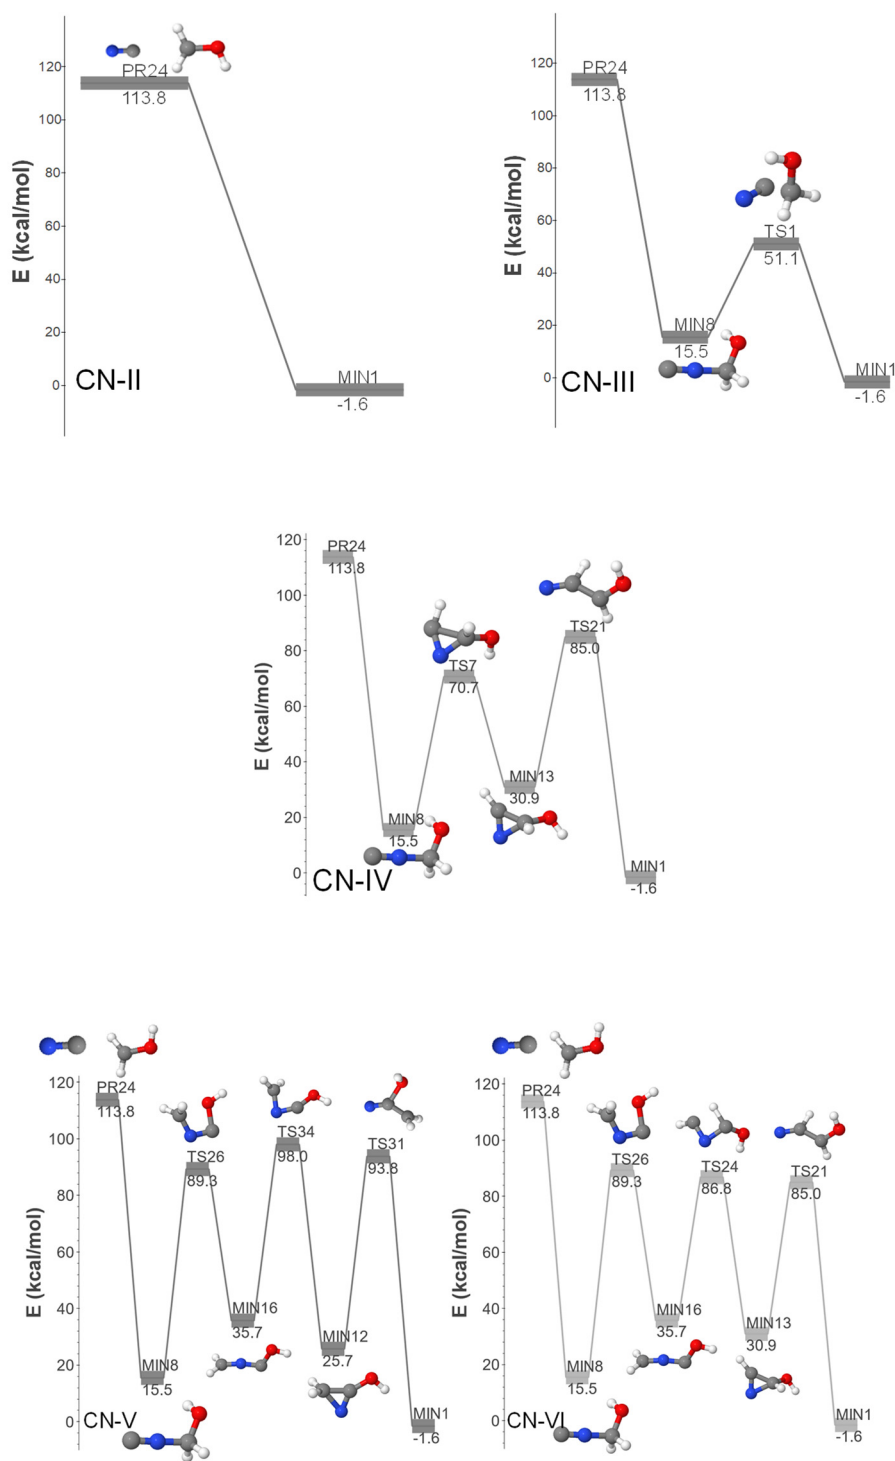 E (kcal/mol)
120
100
80
60
40
20
0
PR24
113.8
MIN1
-1.6
CN-II
E (kcal/mol)
120
100
80
60
40
20
0
PR24
113.8
TS1
51.1
MIN8
15.5
MIN1
-1.6
CN-III
E (kcal/mol)
120
100
80
60
40
20
0
PR24
113.8
TS21
85.0
TS7
70.7
MIN13
30.9
MIN8
15.5
MIN1
-1.6
CN-IV
E (kcal/mol)
120
100
80
60
40
20
0
PR24
113.8
TS34
98.0
TS31
93.8
TS26
89.3
MIN16
35.7
MIN12
25.7
MIN8
15.5
MIN1
-1.6
CN-V
E (kcal/mol)
120
100
80
60
40
20
0
PR24
113.8
TS26
89.3
TS24
86.8
TS21
85.0
MIN16
35.7
MIN13
30.9
MIN8
15.5
MIN1
-1.6
CN-VI